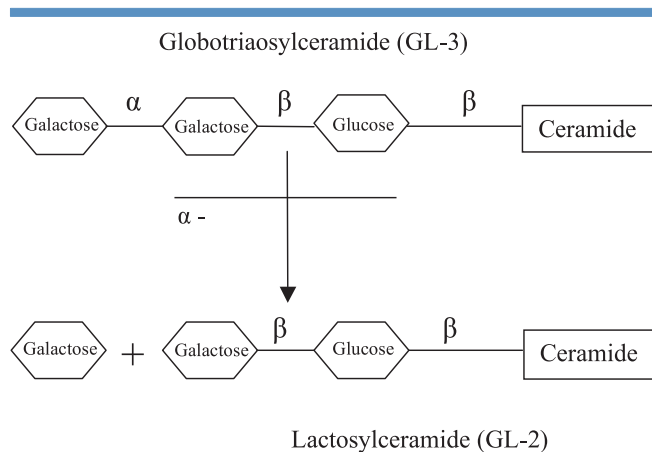 Globotriaosylceramide (GL-3)
α β β
Galactose Galactose Glucose Ceramide
α -
β β
Galactose + Galactose Glucose Ceramide
Lactosylceramide (GL-2)